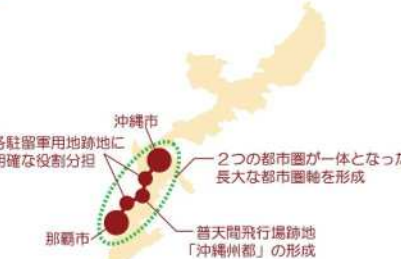 沖縄市
各駐留軍用地跡地に
明確な役割分担
2つの都市圏が一体となった
長大な都市圏軸を形成
那覇市
普天間飛行場跡地
「沖縄州都」の形成